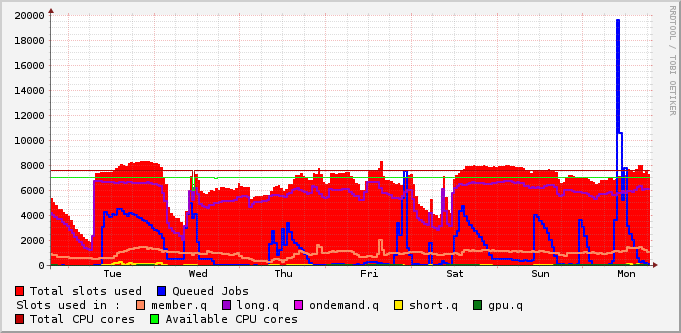 20000
18000
16000
14000
12000
10000
8000
6000
4000
2000
0
Tue Wed Thu Fri Sat Sun Mon
RRDTOOL / TOBI OETIKER
Total slots used Queued Jobs
Slots used in : member.q long.q ondemand.q short.q gpu.q
Total CPU cores Available CPU cores